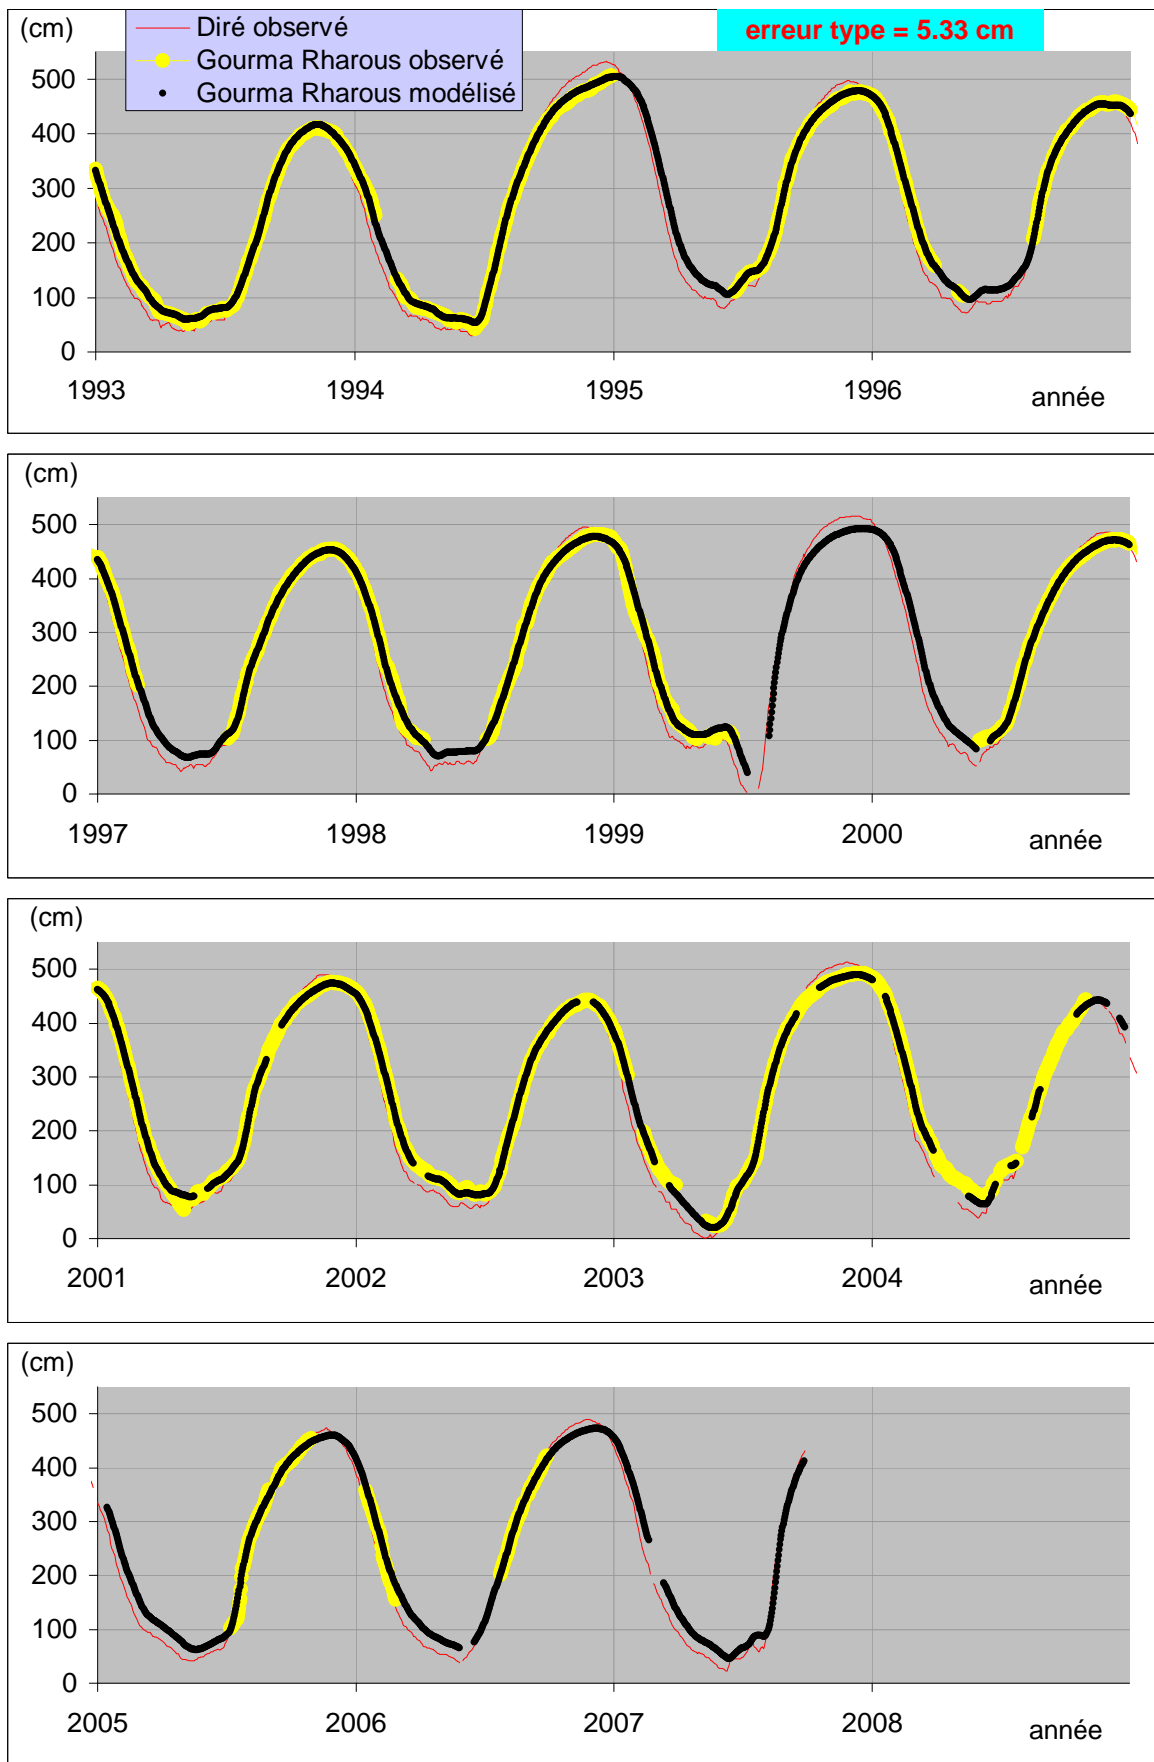 (cm)
Diré observé
Gourma Rharous observé
Gourma Rharous modélisé
erreur type = 5.33 cm
500
400
300
200
100
0
1993 1994 1995 1996 année
(cm)
500
400
300
200
100
0
1997 1998 1999 2000 année
(cm)
500
400
300
200
100
0
2001 2002 2003 2004 année
(cm)
500
400
300
200
100
0
2005 2006 2007 2008 année